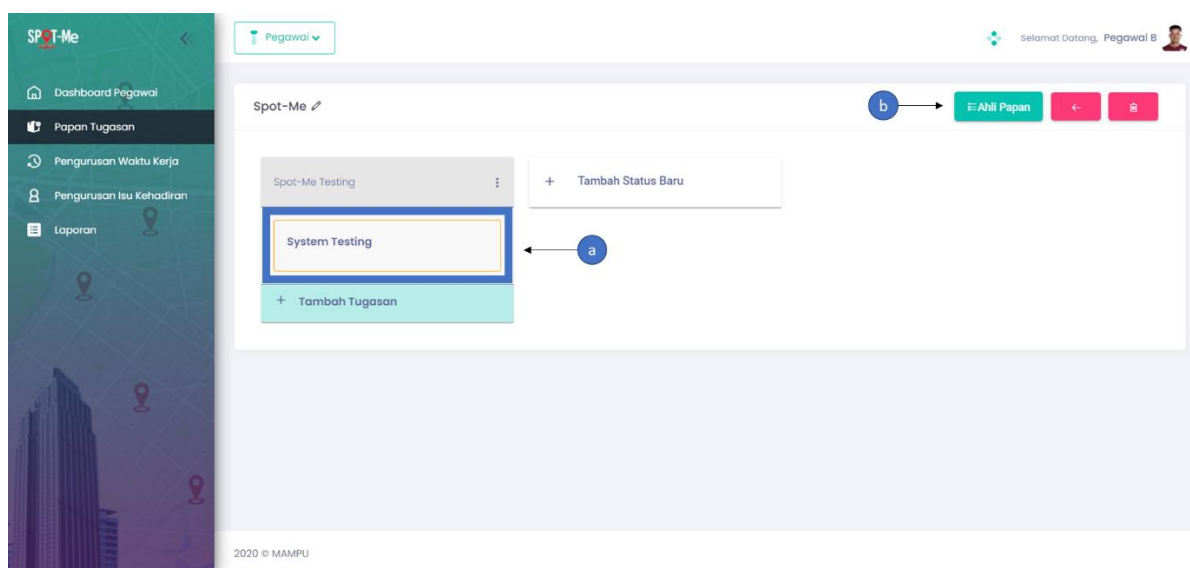 SPOT-Me
Pegawai
Selamat Datang, Pegawai B
Dashboard Pegawai
Papan Tugasan
Pengurusan Waktu Kerja
Pengurusan Isu Kehadiran
Laporan
Spot-Me
b
Ahli Papan
Spot-Me Testing
+ Tambah Status Baru
System Testing
a
+ Tambah Tugasan
2020 © MAMPU